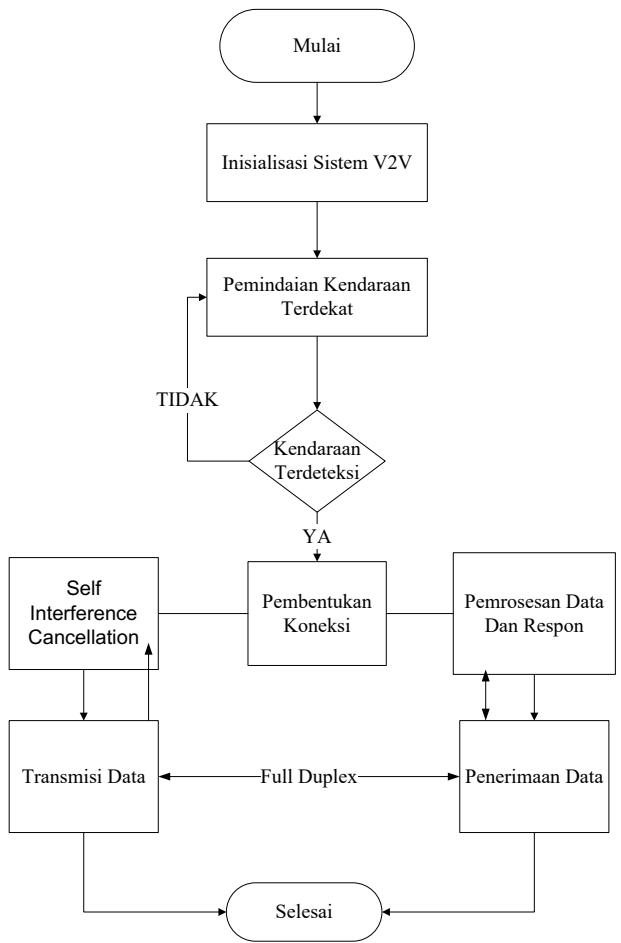 Mulai
Inisialisasi Sistem V2V
Pemindaian Kendaraan
Terdekat
TIDAK
Kendaraan
Terdeteksi
YA
Self
Interference
Cancellation
Pembentukan
Koneksi
Pemrosesan Data
Dan Respon
Transmisi Data
Full Duplex
Penerimaan Data
Selesai